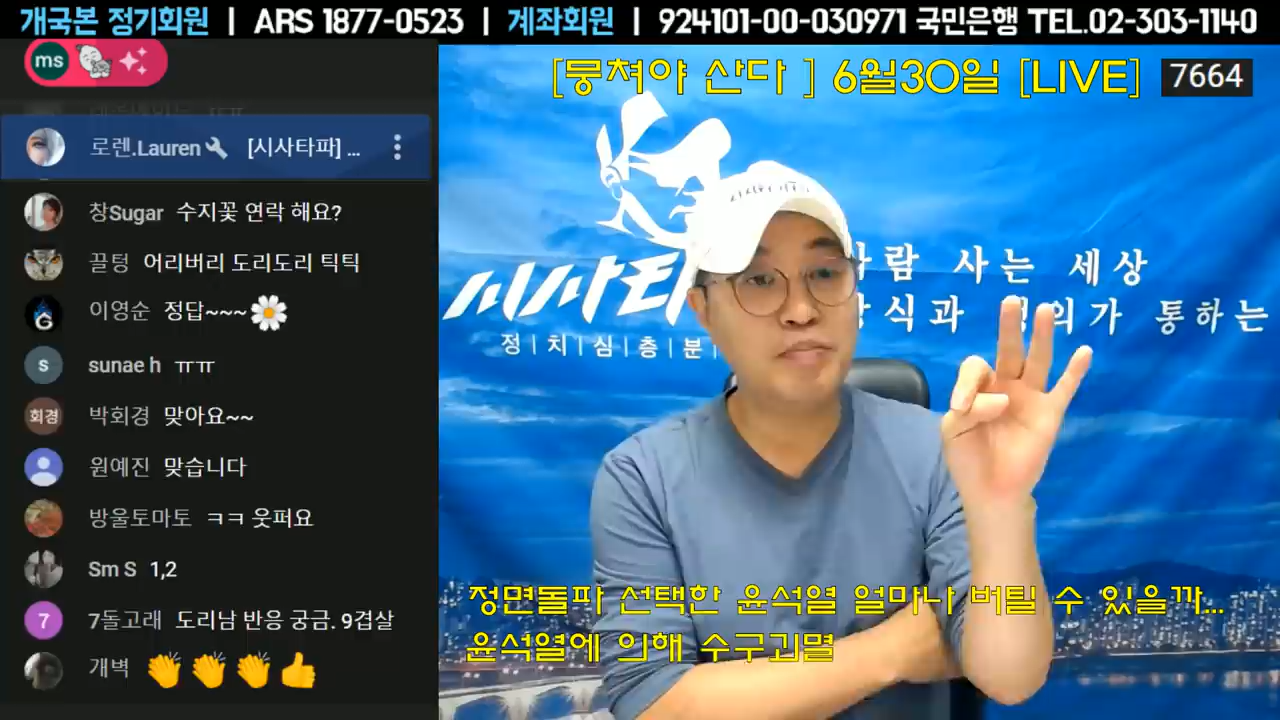 개국본 정기회원 | ARS 1877-0523 | 계좌회원 | 924101-00-030971 국민은행 TEL.02-303-1140
ms
[뭉쳐야 산다 ] 6월30일 [LIVE] 7664
로렌.Lauren [시사타파] ...
창Sugar 수지꽃 연락 해요?
끌텅 어리버리 도리도리 틱틱
이영순 정답~~~
s sunae h ㅠㅠ
회경 박회경 맞아요~~
원예진 맞습니다
방울토마토 ㅋㅋ 웃퍼요
Sm S 1,2
7 7돌고래 도리남 반응 궁금. 9겹살
개벽
시사타
정|치|심|층|분|
람 사는 세상
식과 의가 통하는
정면돌파 선택한 윤석열 얼마나 버틸 수 있을까...
윤석열에 의해 수구괴멸